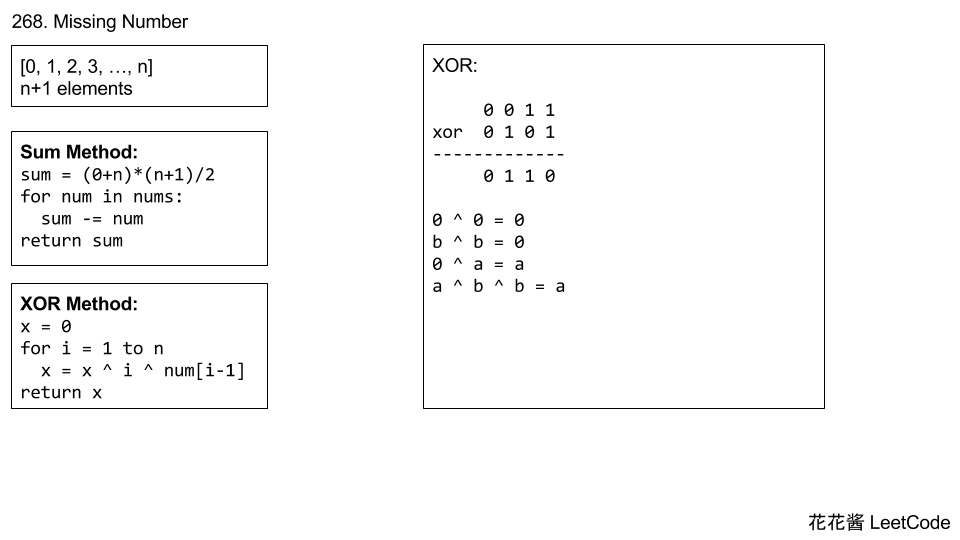 268. Missing Number
[0, 1, 2, 3, …, n]
n+1 elements
Sum Method:
sum = (0+n)*(n+1)/2
for num in nums:
  sum -= num
return sum
XOR Method:
x = 0
for i = 1 to n
  x = x ^ i ^ num[i-1]
return x
XOR:
     0 0 1 1
xor  0 1 0 1
-------------
     0 1 1 0
0 ^ 0 = 0
b ^ b = 0
0 ^ a = a
a ^ b ^ b = a
花花酱 LeetCode